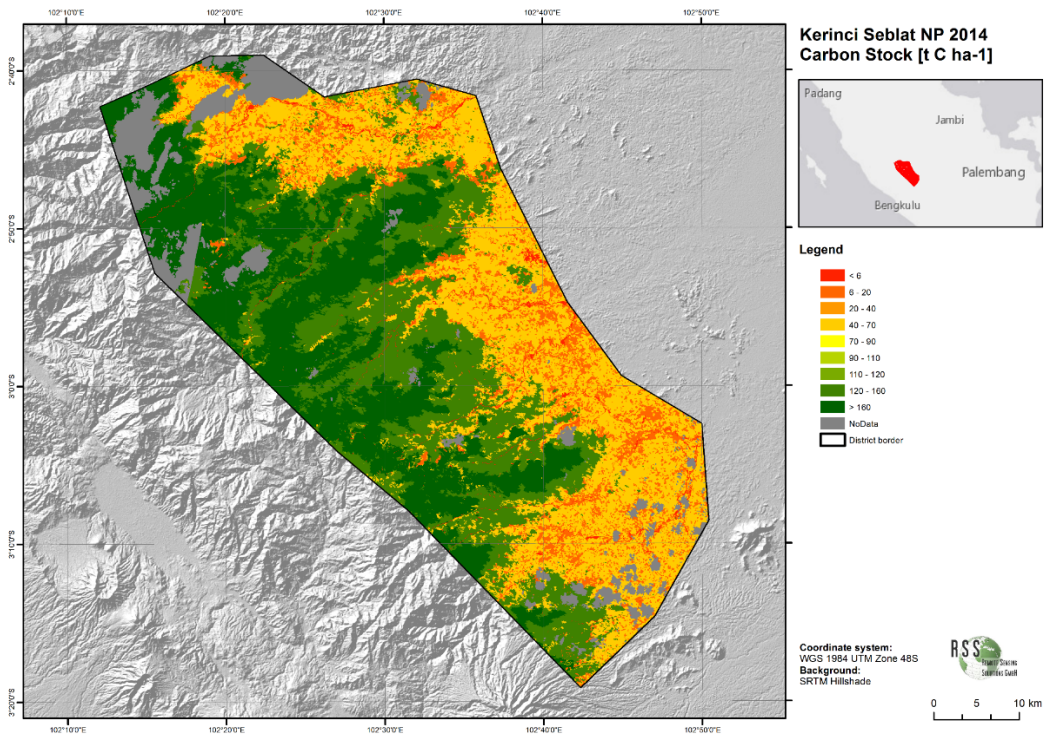 Kerinci Seblat NP 2014
Carbon Stock [t C ha-1]
102°10'0"E
102°20'0"E
102°30'0"E
102°40'0"E
102°50'0"E
2°40'0"S
2°50'0"S
3°0'0"S
3°10'0"S
3°20'0"S
102°10'0"E
102°20'0"E
102°30'0"E
102°40'0"E
102°50'0"E
Padang
Jambi
Palembang
Bengkulu
Legend
< 6
6 - 20
20 - 40
40 - 70
70 - 90
90 - 110
110 - 120
120 - 160
> 160
NoData
District border
Coordinate system:
WGS 1984 UTM Zone 48S
Background:
SRTM Hillshade
RSS
Remote Sensing
Solutions GmbH
0 5 10 km